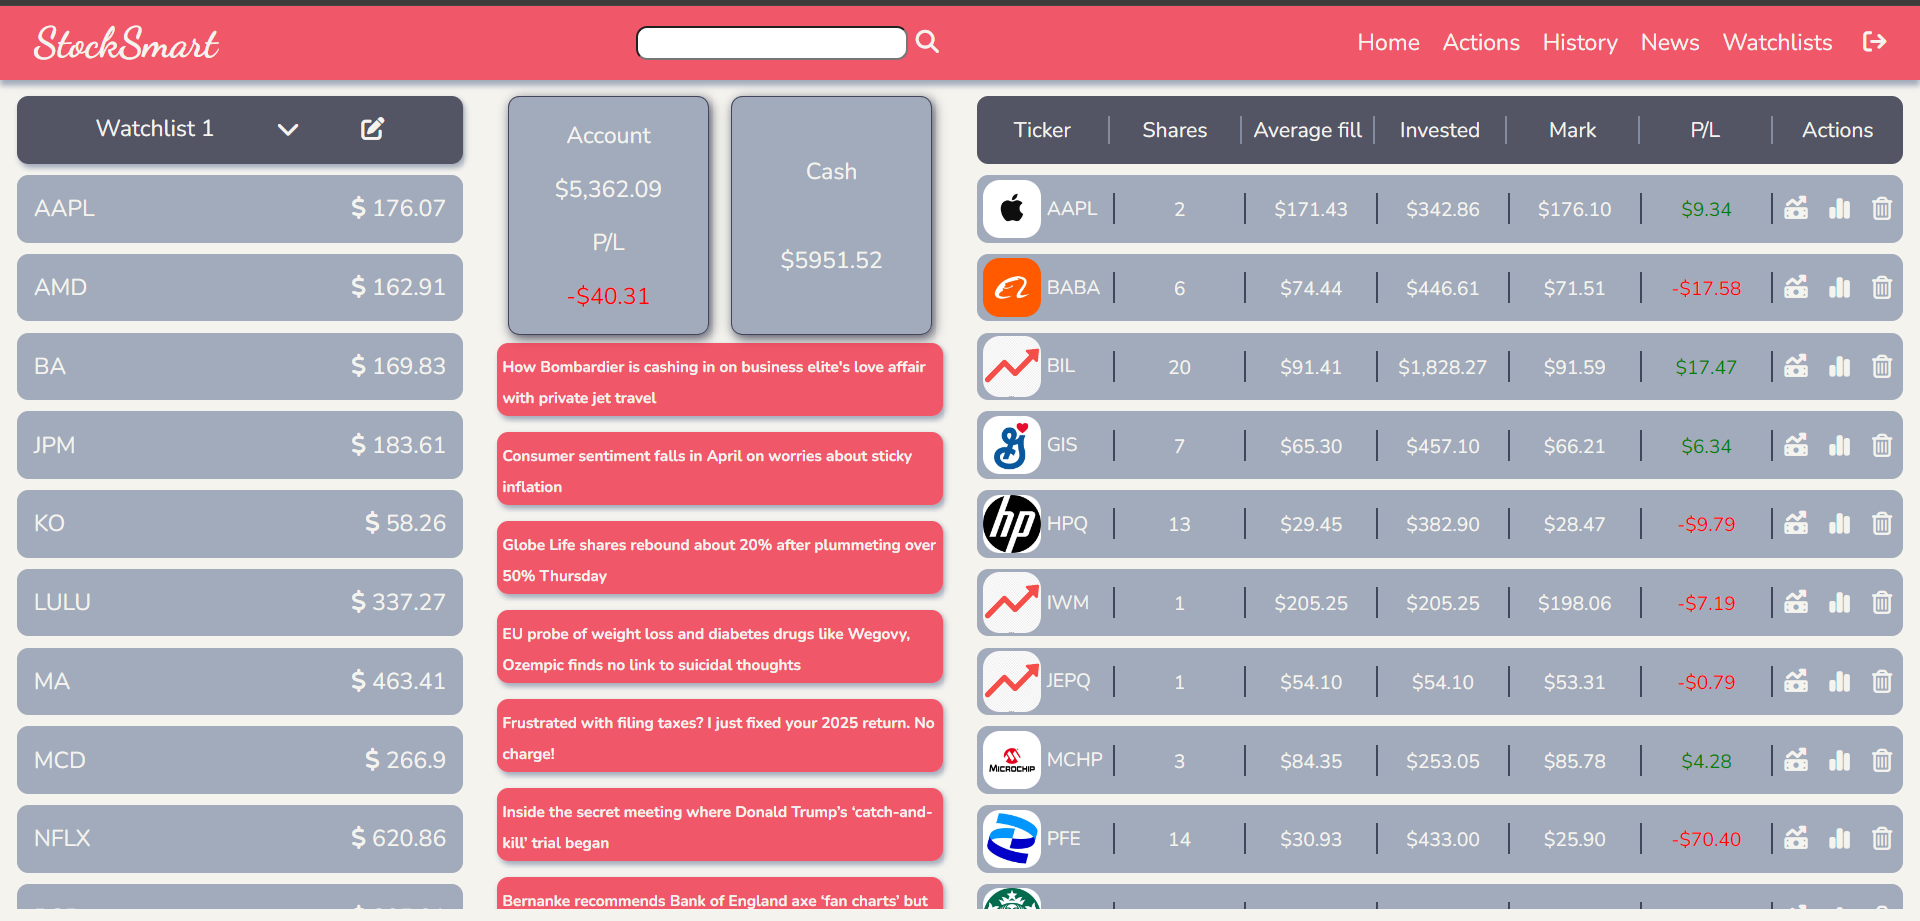 StockSmart
Home Actions History News Watchlists
Watchlist 1
AAPL $ 176.07
AMD $ 162.91
BA $ 169.83
JPM $ 183.61
KO $ 58.26
LULU $ 337.27
MA $ 463.41
MCD $ 266.9
NFLX $ 620.86
Account
$5,362.09
P/L
-$40.31
Cash
$5951.52
How Bombardier is cashing in on business elite's love affair
with private jet travel
Consumer sentiment falls in April on worries about sticky
inflation
Globe Life shares rebound about 20% after plummeting over
50% Thursday
EU probe of weight loss and diabetes drugs like Wegovy,
Ozempic finds no link to suicidal thoughts
Frustrated with filing taxes? I just fixed your 2025 return. No
charge!
Inside the secret meeting where Donald Trump's ‘catch-and-
kill’ trial began
Bernanke recommends Bank of England axe ‘fan charts’ but
Ticker Shares Average fill Invested Mark P/L Actions
AAPL 2 $171.43 $342.86 $176.10 $9.34
BABA 6 $74.44 $446.61 $71.51 -$17.58
BIL 20 $91.41 $1,828.27 $91.59 $17.47
GIS 7 $65.30 $457.10 $66.21 $6.34
hp HPQ 13 $29.45 $382.90 $28.47 -$9.79
IWM 1 $205.25 $205.25 $198.06 -$7.19
JEPQ 1 $54.10 $54.10 $53.31 -$0.79
MICROCHIP MCHP 3 $84.35 $253.05 $85.78 $4.28
PFE 14 $30.93 $433.00 $25.90 -$70.40